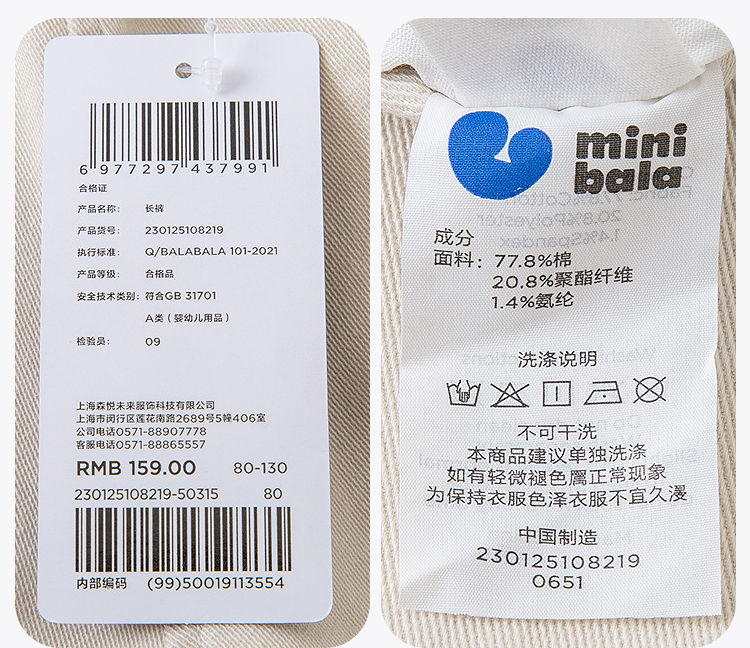 6 977297 437991
合格证
产品名称: 长裤
产品货号: 230125108219
执行标准: Q/BALABALA 101-2021
产品等级: 合格品
安全技术类别: 符合GB 31701
A类（婴幼儿用品）
检验员: 09
上海森悦未来服饰科技有限公司
上海市闵行区莲花南路2899号5幢406室
公司电话0571-88907778
客服电话0571-88865557
RMB 159.00 80-130
230125108219-50315 80
内部编码 (99)50019113554
mini
bala
成分
面料: 77.8%棉
20.8%聚酯纤维
1.4%氨纶
洗涤说明
不可干洗
本商品建议单独洗涤
如有轻微褪色属正常现象
为保持衣服色泽衣服不宜久浸
中国制造
230125108219
0651